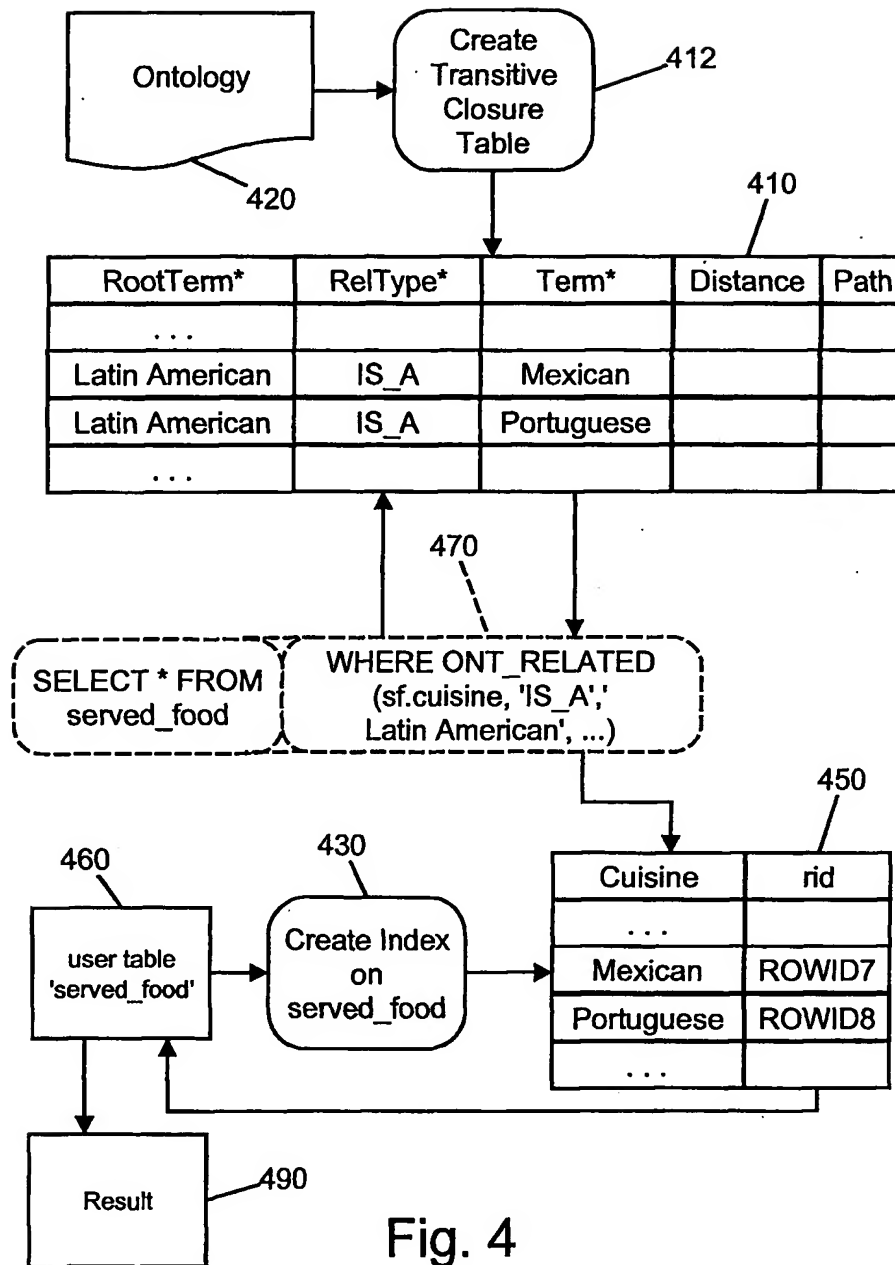 Ontology
Create
Transitive
Closure
Table
412
420
410
RootTerm* RelType* Term* Distance Path
. . .
Latin American IS_A Mexican
Latin American IS_A Portuguese
. . .
470
SELECT * FROM
served_food
WHERE ONT_RELATED
(sf.cuisine, 'IS_A','
Latin American', ...)
450
460
430
Cuisine rid
. . .
Mexican ROWID7
Portuguese ROWID8
. . .
user table
'served_food'
Create Index
on
served_food
Result
490
Fig. 4